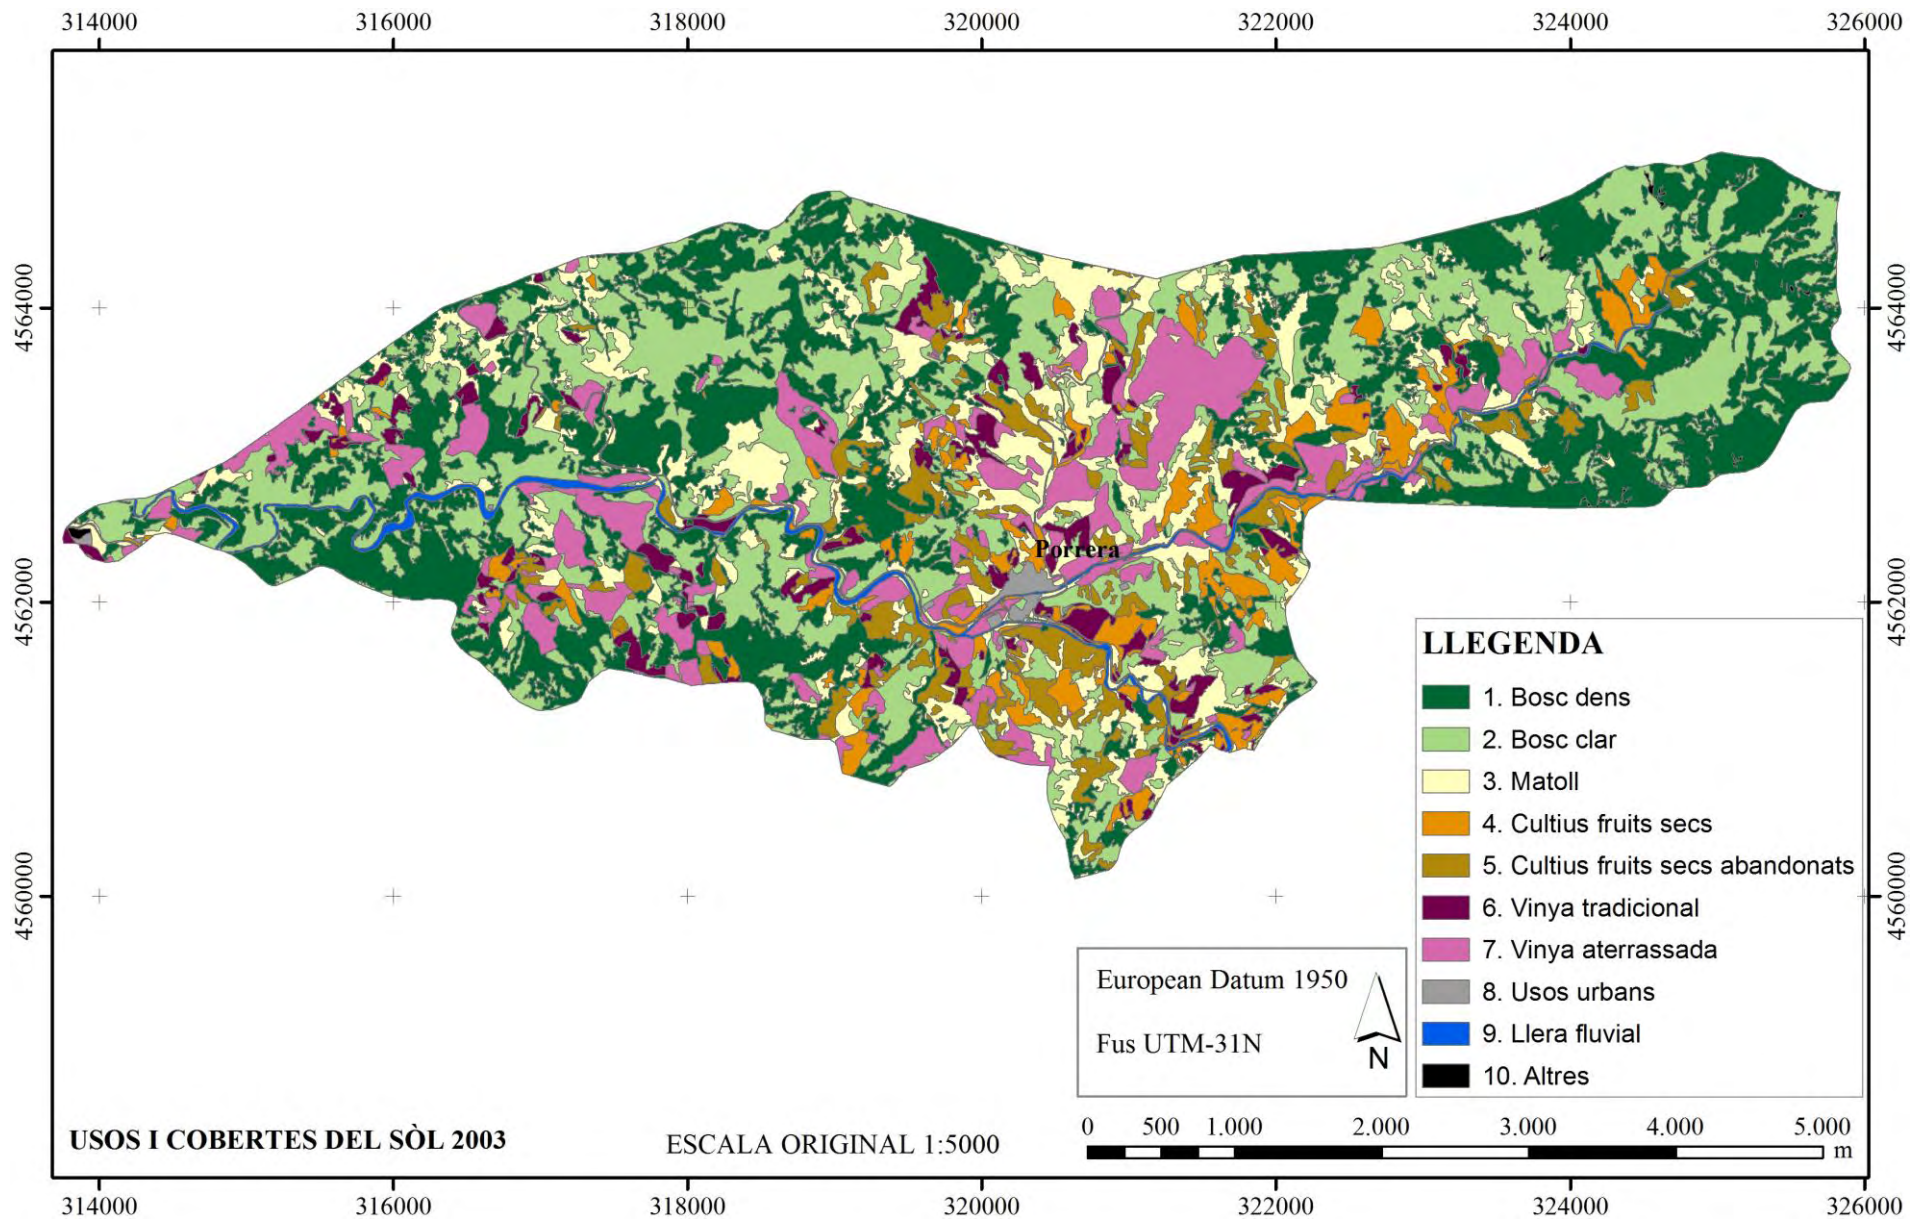 314000 316000 318000 320000 322000 324000 326000
4564000 4564000
Porrera
4562000 4562000
LLEGENDA
1. Bosc dens
2. Bosc clar
3. Matoll
4. Cultius fruits secs
5. Cultius fruits secs abandonats
4560000 4560000
6. Vinya tradicional
7. Vinya aterrassada
8. Usos urbans
9. Llera fluvial
10. Altres
European Datum 1950
Fus UTM-31N
N
USOS I COBERTES DEL SÒL 2003
ESCALA ORIGINAL 1:5000
0 500 1.000 2.000 3.000 4.000 5.000
m
314000 316000 318000 320000 322000 324000 326000